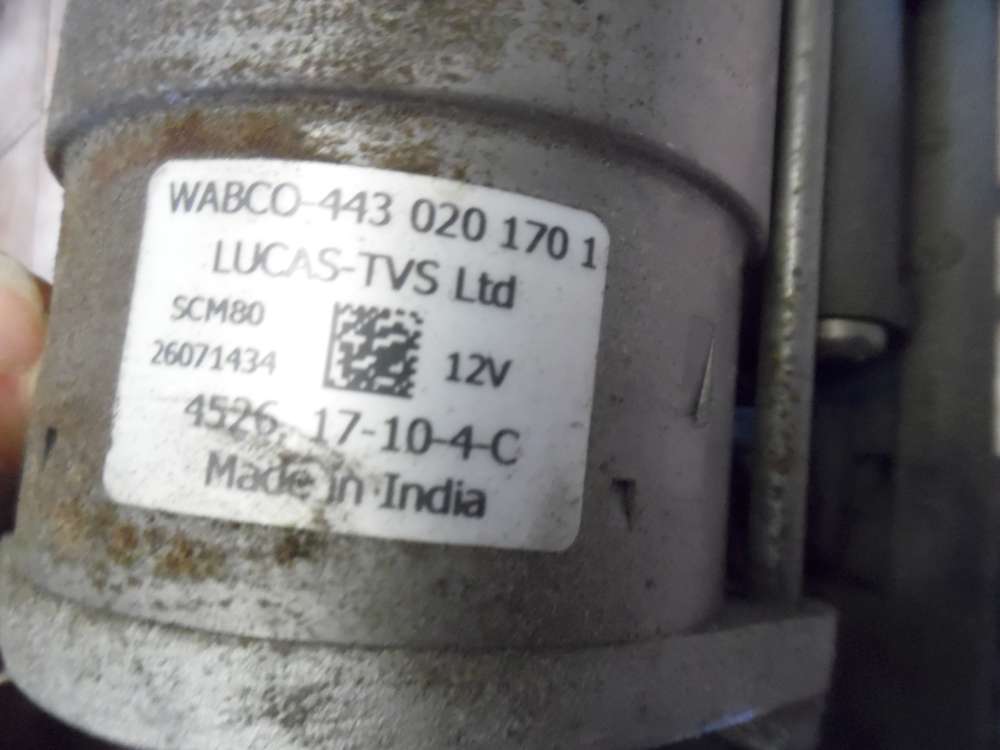 WABCO-443 020 170 1
LUCAS-TVS Ltd
SCM80
26071434
12V
4526, 17-10-4-C
Made in India